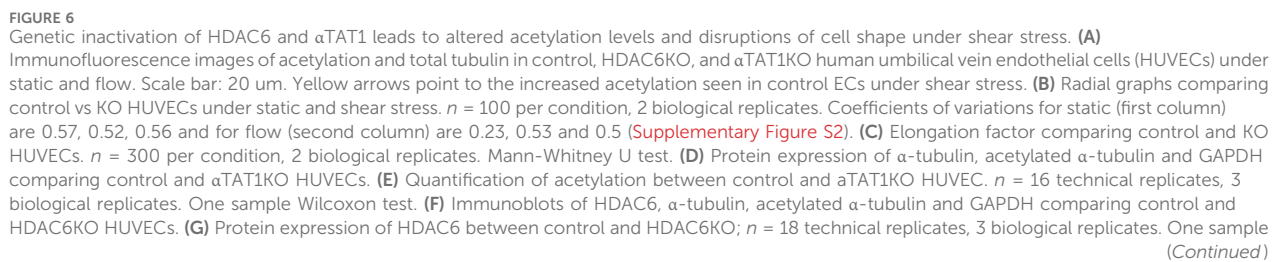 FIGURE 6
Genetic inactivation of HDAC6 and αTAT1 leads to altered acetylation levels and disruptions of cell shape under shear stress. (A)
Immunofluorescence images of acetylation and total tubulin in control, HDAC6KO, and αTAT1KO human umbilical vein endothelial cells (HUVECs) under
static and flow. Scale bar: 20 um. Yellow arrows point to the increased acetylation seen in control ECs under shear stress. (B) Radial graphs comparing
control vs KO HUVECs under static and shear stress. n = 100 per condition, 2 biological replicates. Coefficients of variations for static (first column)
are 0.57, 0.52, 0.56 and for flow (second column) are 0.23, 0.53 and 0.5 (Supplementary Figure S2). (C) Elongation factor comparing control and KO
HUVECs. n = 300 per condition, 2 biological replicates. Mann-Whitney U test. (D) Protein expression of α-tubulin, acetylated α-tubulin and GAPDH
comparing control and αTAT1KO HUVECs. (E) Quantification of acetylation between control and aTAT1KO HUVEC. n = 16 technical replicates, 3
biological replicates. One sample Wilcoxon test. (F) Immunoblots of HDAC6, α-tubulin, acetylated α-tubulin and GAPDH comparing control and
HDAC6KO HUVECs. (G) Protein expression of HDAC6 between control and HDAC6KO; n = 18 technical replicates, 3 biological replicates. One sample
(Continued)